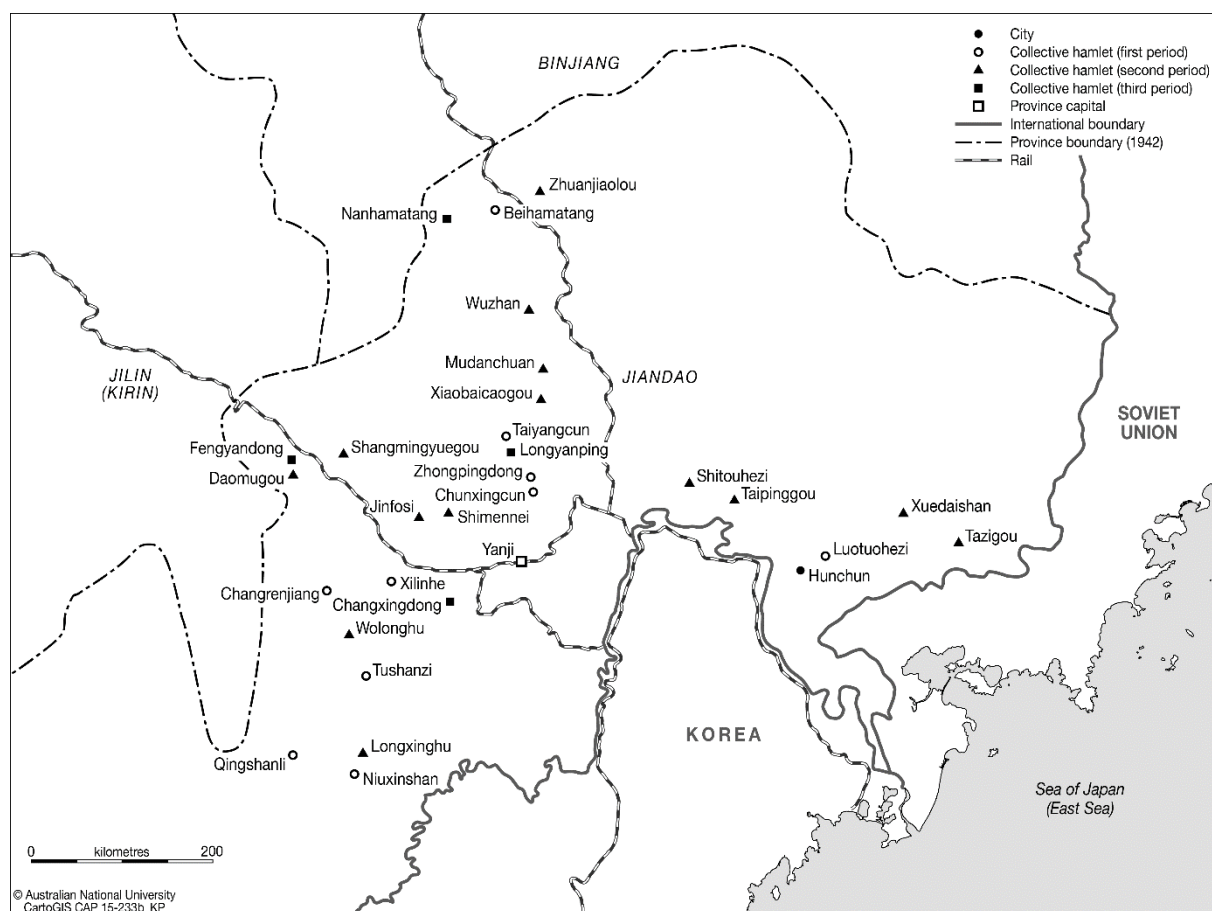 City
Collective hamlet (first period)
Collective hamlet (second period)
Collective hamlet (third period)
Province capital
International boundary
Province boundary (1942)
Rail
BINJIANG
Zhuanjiaolou
Nanhamatang
Beihamatang
Wuzhan
Mudanchuan
JILIN
(KIRIN)
JIANDAO
Xiaobaicaogou
SOVIET
UNION
Taiyangcun
Fengyandong
Shangmingyuegou
Longyanping
Daomugou
Zhongpingdong
Shitouhezi
Chunxingcun
Taipinggou
Jinfosi
Shimennei
Xuedaishan
Tazigou
Yanji
Luotuohezi
Hunchun
Xilinhe
Changrenjiang
Changxingdong
Wolonghu
Tushanzi
KOREA
Longxinghu
Qingshanli
Niuxinshan
Sea of Japan
(East Sea)
0 kilometres 200
© Australian National University
CartoGIS CAP 15-233b_KP